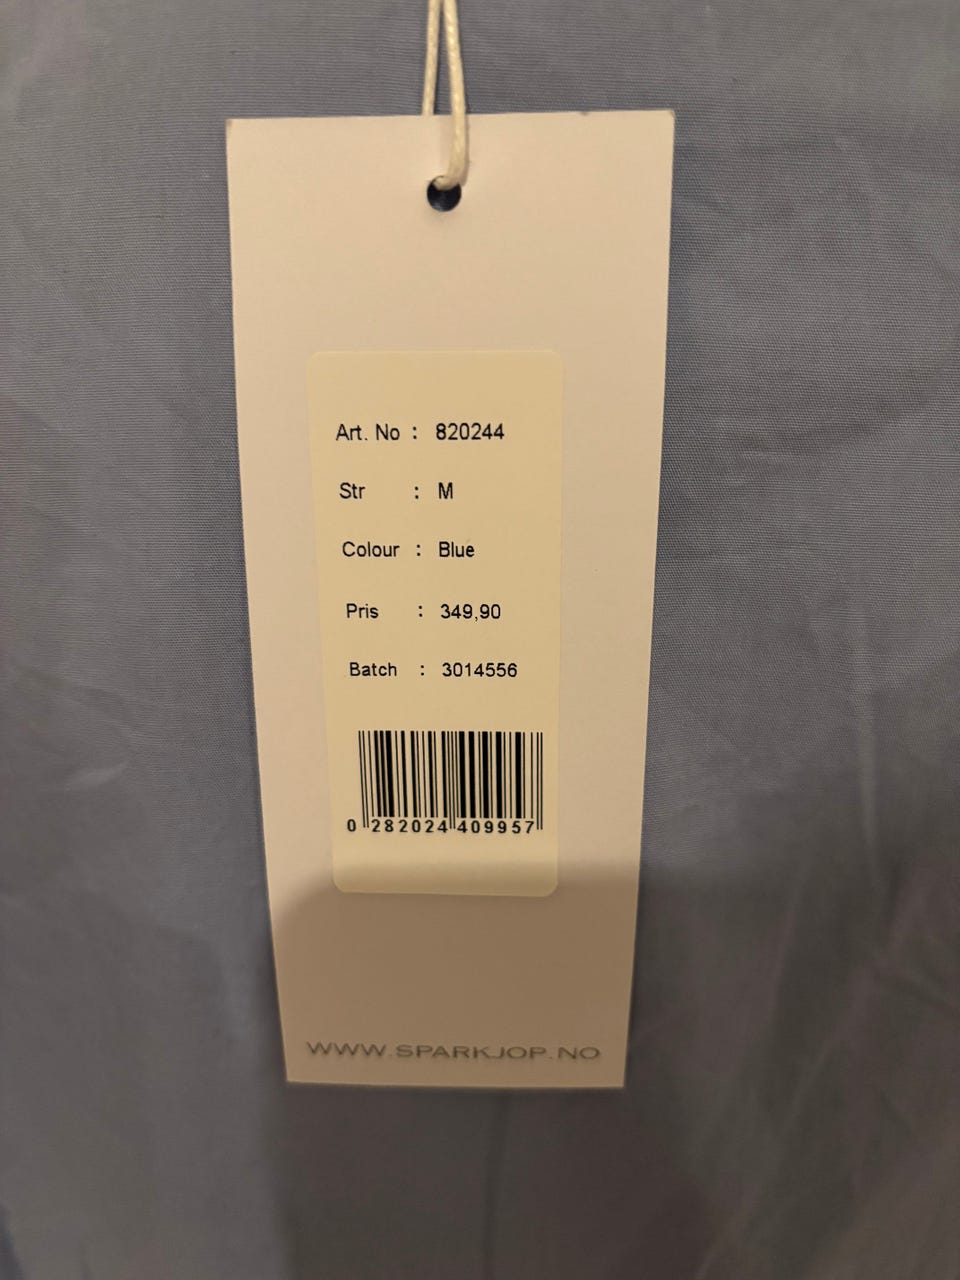 Art. No : 820244
Str : M
Colour : Blue
Pris : 349,90
Batch : 3014556
0 282024 409957
WWW.SPARKJOP.NO